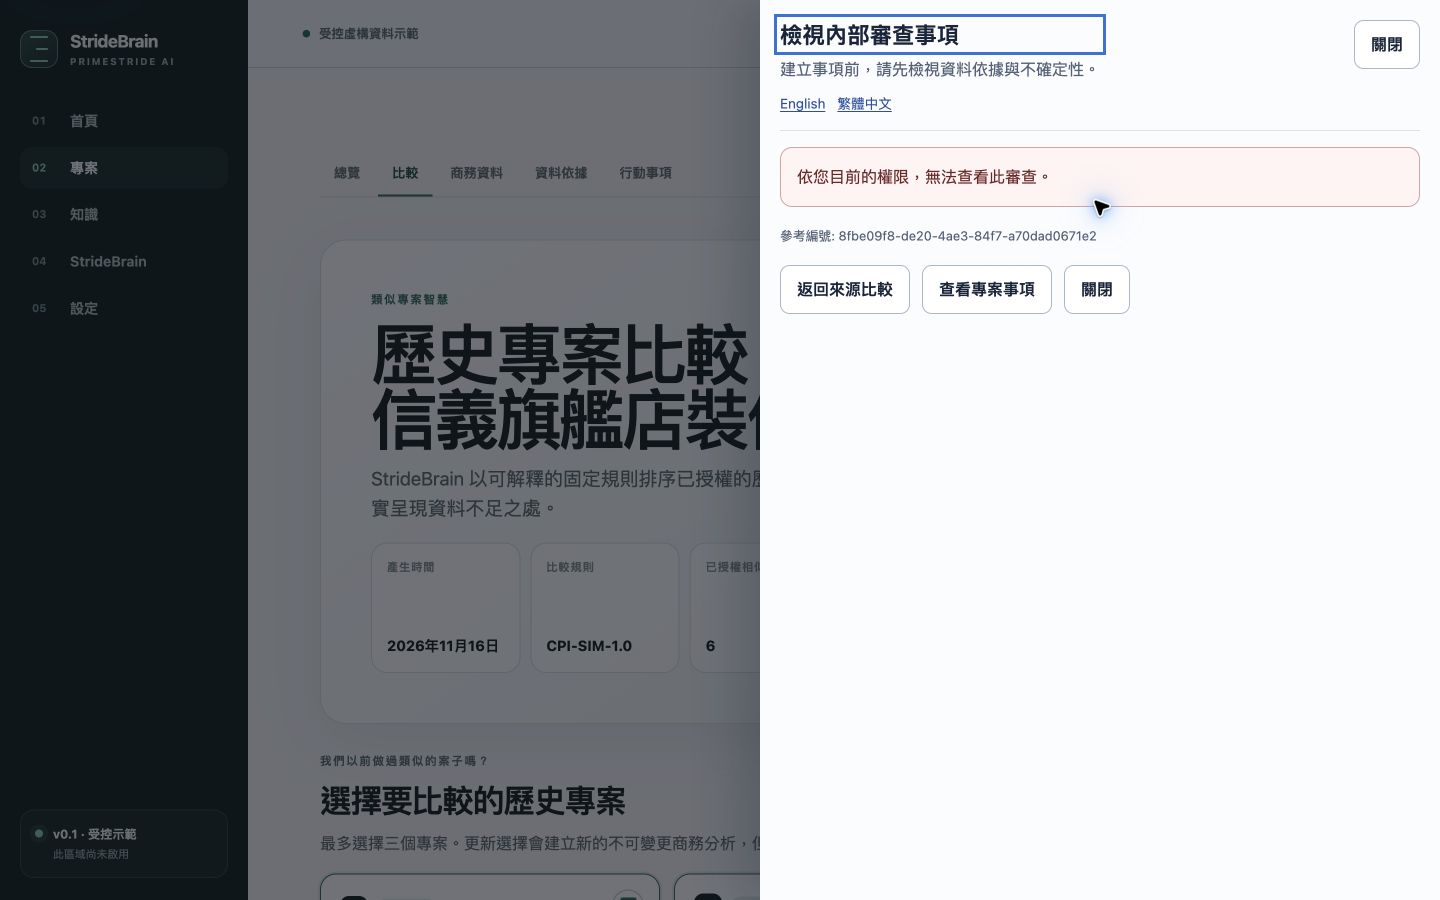 StrideBrain
PRIMESTRIDE AI
01 首頁
02 專案
03 知識
04 StrideBrain
05 設定
v0.1 · 受控示範
此區域尚未啟用
受控虛構資料示範
總覽 比較 商務資料 資料依據 行動事項
類似專案智慧
歷史專案比較
信義旗艦店裝
StrideBrain 以可解釋的固定規則排序已授權的
實呈現資料不足之處。
產生時間
2026年11月16日
比較規則
CPI-SIM-1.0
已授權相
6
我們以前做過類似的案子嗎？
選擇要比較的歷史專案
最多選擇三個專案。更新選擇會建立新的不可變更商務分析，
檢視內部審查事項
關閉
建立事項前，請先檢視資料依據與不確定性。
English 繁體中文
依您目前的權限，無法查看此審查。
參考編號: 8fbe09f8-de20-4ae3-84f7-a70dad0671e2
返回來源比較 查看專案事項 關閉